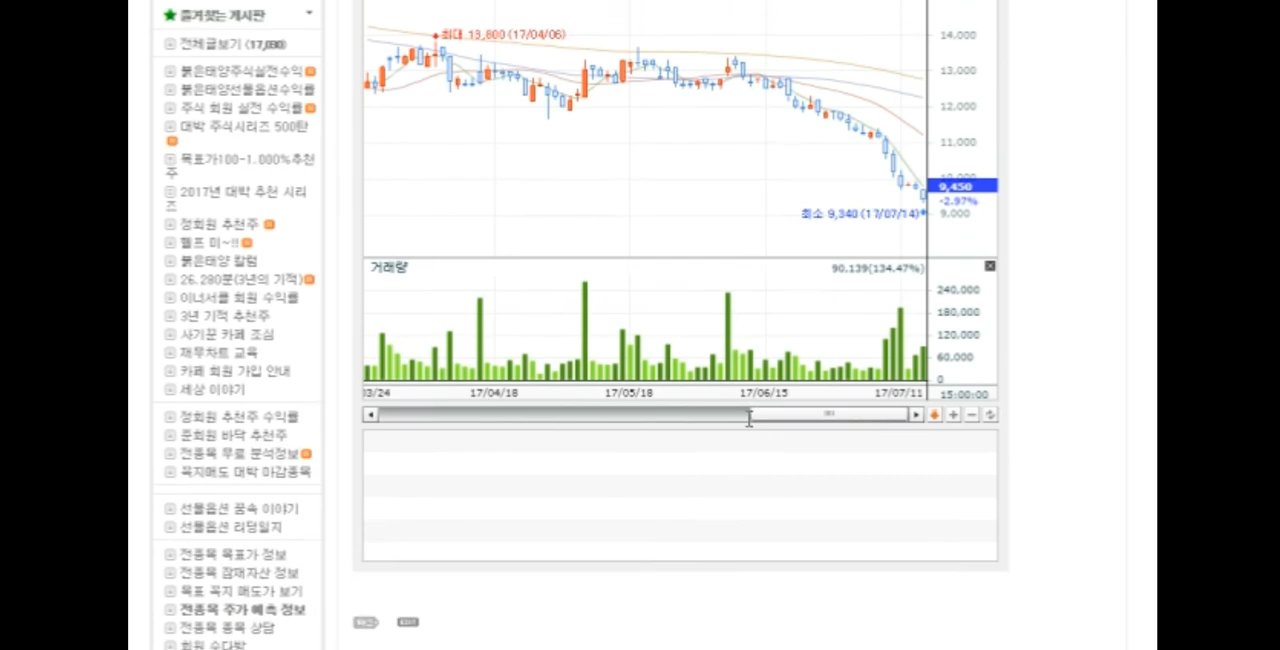 즐겨찾는 게시판
전체글보기 (17,080)
붉은태양주식실전수익
붉은태양선물옵션수익률
주식 회원 실전 수익률
대박 주식시리즈 500탄
목표가100-1,000%추천
주
2017년 대박 추천 시리
즈
정회원 추천주
헬프 미~!!
붉은태양 칼럼
26,280분(3년의 기적)
이너서클 회원 수익률
3년 기적 추천주
사기꾼 카페 조심
재무차트 교육
카페 회원 가입 안내
세상 이야기
정회원 추천주 수익률
준회원 바닥 추천주
전종목 무료 분석정보
꼭지매도 대박 마감종목
선물옵션 꿈속 이야기
선물옵션 리딩일지
전종목 목표가 정보
전종목 잠재자산 정보
목표 꼭지 매도가 보기
전종목 주가 예측 정보
전종목 종목 상담
회원 수다방
최대 13,800 (17/04/06)
14,000
13,000
12,000
11,000
10,000
9,450
-2.97%
9,000
최소 9,340 (17/07/14)
거래량
90,139(134.47%)
240,000
180,000
120,000
60,000
0
03/24
17/04/18
17/05/18
17/06/15
17/07/11
15:00:00
EDIT